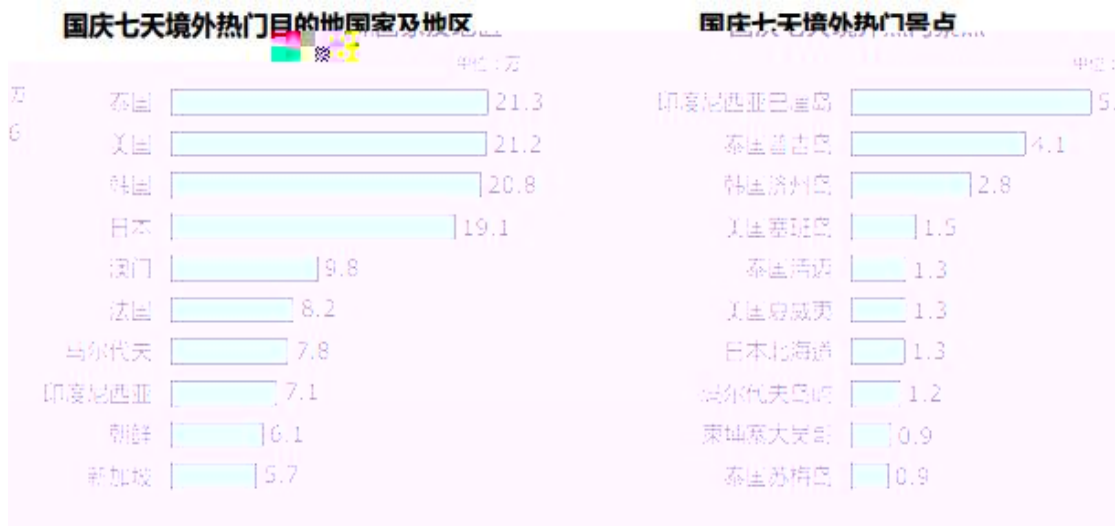 国庆七天境外热门目的地国家及地区
单位：万
泰国 21.3
美国 21.2
韩国 20.8
日本 19.1
澳门 9.8
法国 8.2
马尔代夫 7.8
印度尼西亚 7.1
朝鲜 6.1
新加坡 5.7
国庆七天境外热门景点
单位：
印度尼西亚巴厘岛 5.
泰国普吉岛 4.1
韩国济州岛 2.8
美国塞班岛 1.5
泰国清迈 1.3
美国夏威夷 1.3
日本北海道 1.3
马尔代夫岛屿 1.2
柬埔寨大吴哥 0.9
泰国苏梅岛 0.9